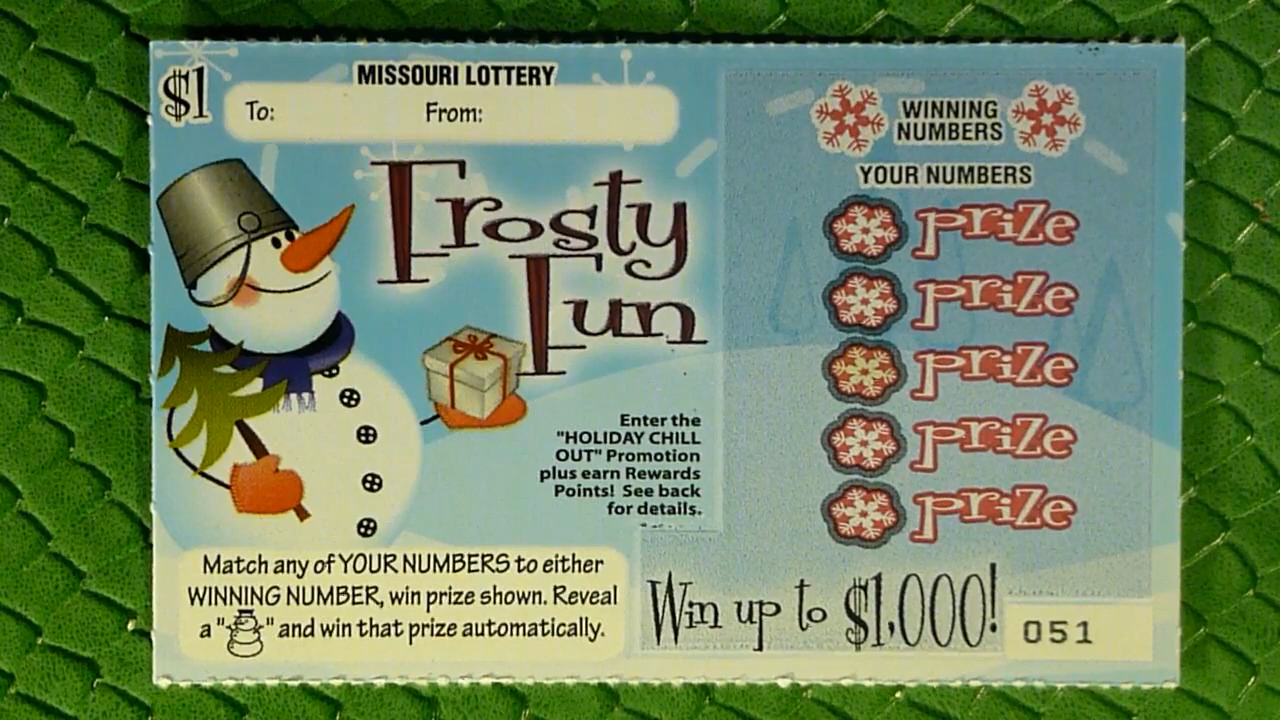 $1
MISSOURI LOTTERY
To: From:
Frosty
Fun
Enter the
"HOLIDAY CHILL
OUT" Promotion
plus earn Rewards
Points! See back
for details.
Match any of YOUR NUMBERS to either
WINNING NUMBER, win prize shown. Reveal
a " " and win that prize automatically.
WINNING
NUMBERS
YOUR NUMBERS
prize
prize
prize
prize
prize
Win up to $1,000!
051